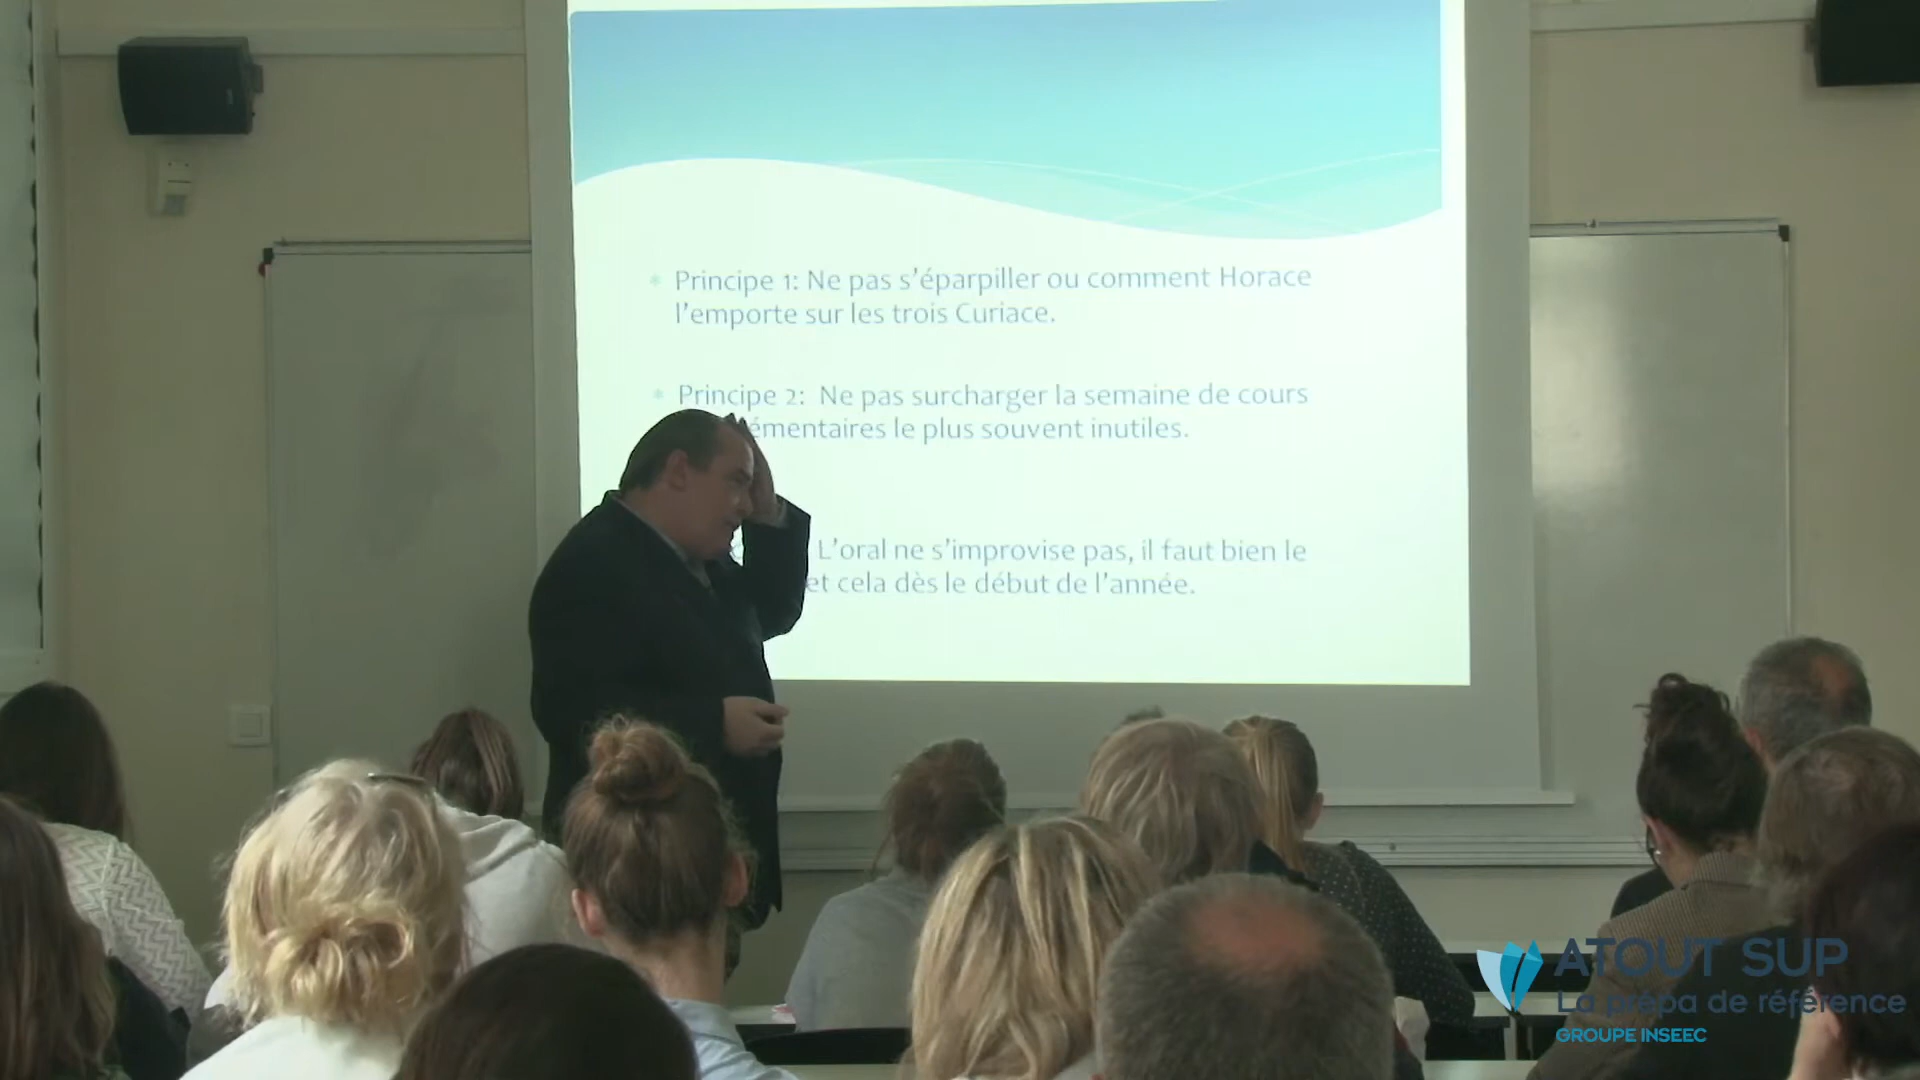 Principe 1: Ne pas s'éparpiller ou comment Horace
l'emporte sur les trois Curiace.
Principe 2: Ne pas surcharger la semaine de cours
émentaires le plus souvent inutiles.
L'oral ne s'improvise pas, il faut bien le
et cela dès le début de l'année.
ATOUT SUP
La prépa de référence
GROUPE INSEEC